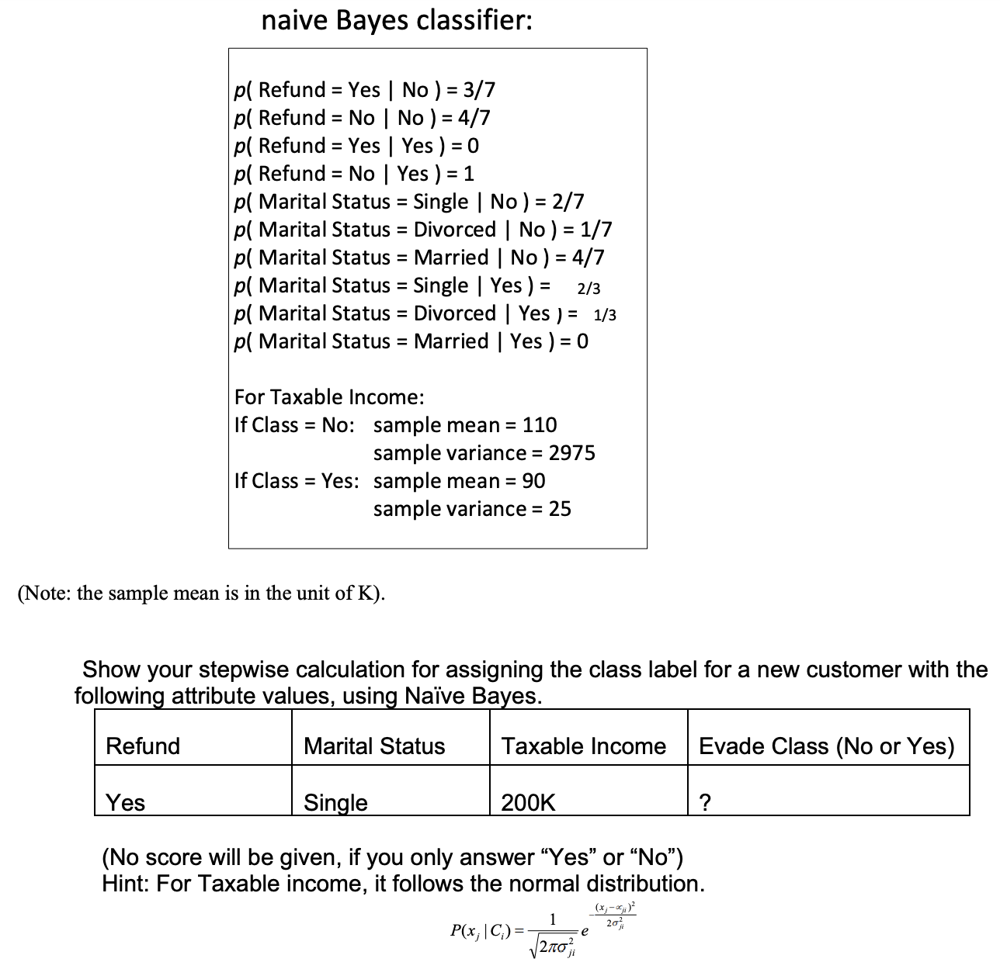 naive Bayes classifier:
p( Refund = Yes | No ) = 3/7
p( Refund = No | No ) = 4/7
p( Refund = Yes | Yes ) = 0
p( Refund = No | Yes ) = 1
p( Marital Status = Single | No ) = 2/7
p( Marital Status = Divorced | No ) = 1/7
p( Marital Status = Married | No ) = 4/7
p( Marital Status = Single | Yes ) = 2/3
p( Marital Status = Divorced | Yes ) = 1/3
p( Marital Status = Married | Yes ) = 0
For Taxable Income:
If Class = No: sample mean = 110
sample variance = 2975
If Class = Yes: sample mean = 90
sample variance = 25
(Note: the sample mean is in the unit of K).
Show your stepwise calculation for assigning the class label for a new customer with the
following attribute values, using Naïve Bayes.
Refund Marital Status Taxable Income Evade Class (No or Yes)
Yes Single 200K ?
(No score will be given, if you only answer “Yes” or “No”)
Hint: For Taxable income, it follows the normal distribution.
P(x_j | C_i) = \frac{1}{\sqrt{2πσ_{ji}^2}} e^{-\frac{(x_j - ∝_{ji})^2}{2σ_{ji}^2}}